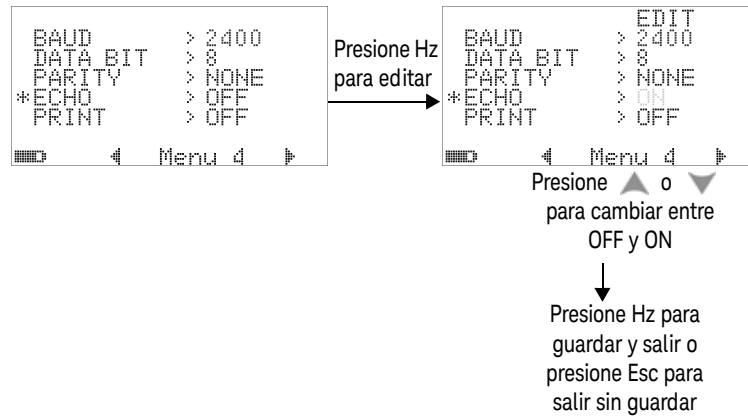 BAUD > 2400
DATA BIT > 8
PARITY > NONE
*ECHO > OFF
PRINT > OFF
Menu 4
Presione Hz
para editar
EDIT
BAUD > 2400
DATA BIT > 8
PARITY > NONE
*ECHO > ON
PRINT > OFF
Menu 4
Presione o
para cambiar entre
OFF y ON
Presione Hz para
guardar y salir o
presione Esc para
salir sin guardar